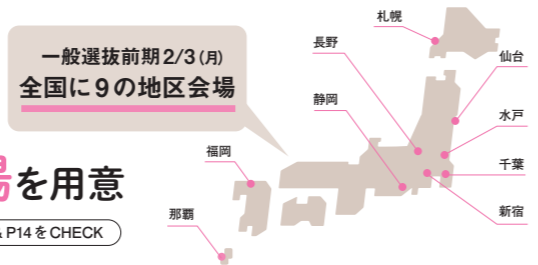 一般選抜前期2/3(月)
全国に9の地区会場
場を用意
P14をCHECK
札幌
長野
仙台
静岡
水戸
福岡
千葉
那覇
新宿